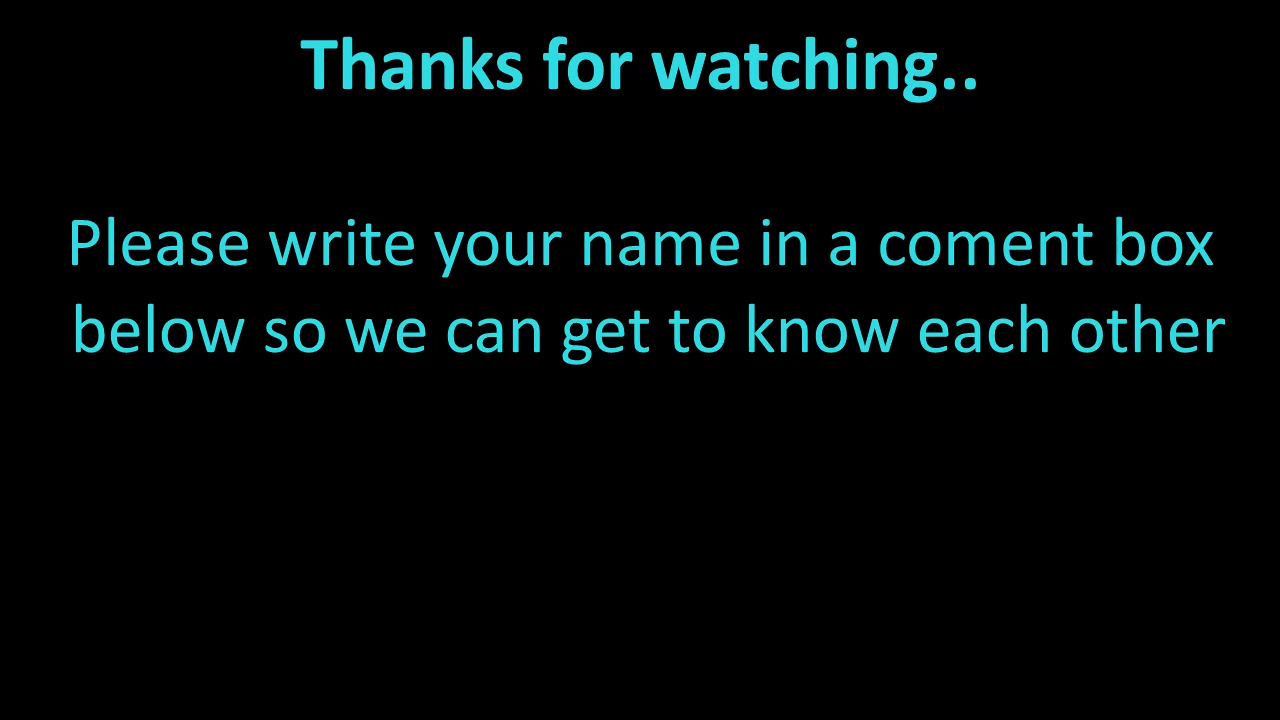 Thanks for watching..
Please write your name in a coment box
below so we can get to know each other